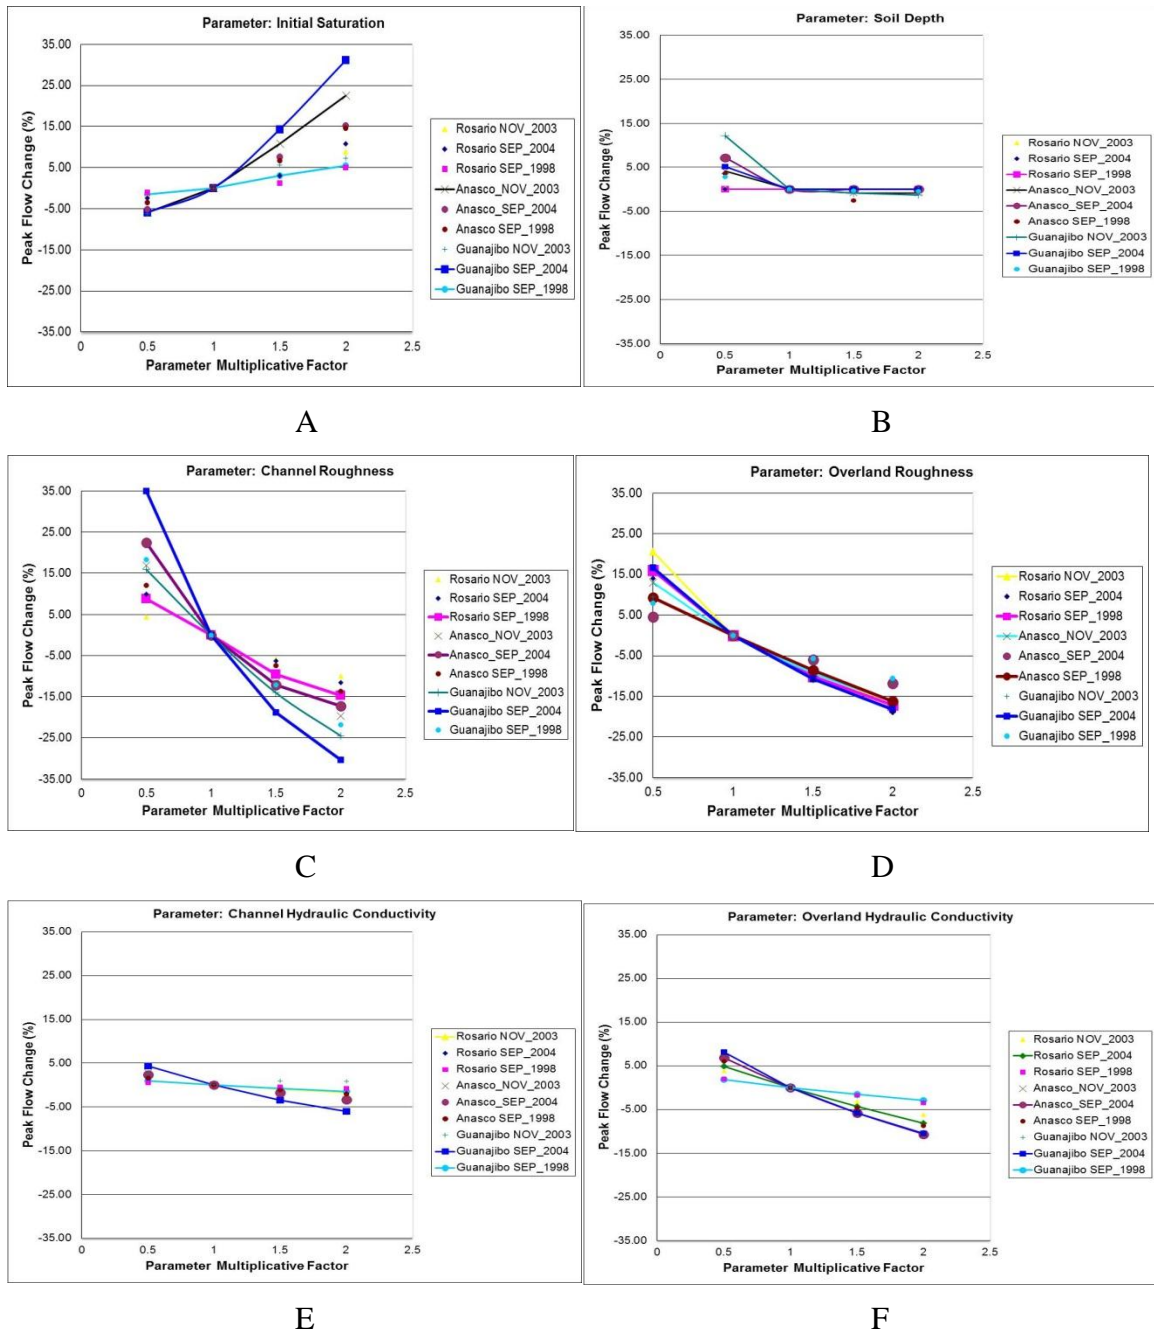 Parameter: Initial Saturation
Peak Flow Change (%)
35.00
25.00
15.00
5.00
-5.00
-15.00
-25.00
-35.00
0
0.5
1
1.5
2
2.5
Parameter Multiplicative Factor
Rosario NOV_2003
Rosario SEP_2004
Rosario SEP_1998
Anasco_NOV_2003
Anasco_SEP_2004
Anasco SEP_1998
Guanajibo NOV_2003
Guanajibo SEP_2004
Guanajibo SEP_1998
A
Parameter: Soil Depth
Peak Flow Change (%)
35.00
25.00
15.00
5.00
-5.00
-15.00
-25.00
-35.00
0
0.5
1
1.5
2
2.5
Parameter Multiplicative Factor
Rosario NOV_2003
Rosario SEP_2004
Rosario SEP_1998
Anasco_NOV_2003
Anasco_SEP_2004
Anasco SEP_1998
Guanajibo NOV_2003
Guanajibo SEP_2004
Guanajibo SEP_1998
B
Parameter: Channel Roughness
Peak Flow Change (%)
35.00
25.00
15.00
5.00
-5.00
-15.00
-25.00
-35.00
0
0.5
1
1.5
2
2.5
Parameter Multiplicative Factor
Rosario NOV_2003
Rosario SEP_2004
Rosario SEP_1998
Anasco_NOV_2003
Anasco_SEP_2004
Anasco SEP_1998
Guanajibo NOV_2003
Guanajibo SEP_2004
Guanajibo SEP_1998
C
Parameter: Overland Roughness
Peak Flow Change (%)
35.00
25.00
15.00
5.00
-5.00
-15.00
-25.00
-35.00
0.5
1
1.5
2
2.5
Parameter Multiplicative Factor
Rosario NOV_2003
Rosario SEP_2004
Rosario SEP_1998
Anasco_NOV_2003
Anasco_SEP_2004
Anasco SEP_1998
Guanajibo NOV_2003
Guanajibo SEP_2004
Guanajibo SEP_1998
D
Parameter: Channel Hydraulic Conductivity
Peak Flow Change (%)
35.00
25.00
15.00
5.00
-5.00
-15.00
-25.00
-35.00
0
0.5
1
1.5
2
2.5
Parameter Multiplicative Factor
Rosario NOV_2003
Rosario SEP_2004
Rosario SEP_1998
Anasco_NOV_2003
Anasco_SEP_2004
Anasco SEP_1998
Guanajibo NOV_2003
Guanajibo SEP_2004
Guanajibo SEP_1998
E
Parameter: Overland Hydraulic Conductivity
Peak Flow Change (%)
35.00
25.00
15.00
5.00
-5.00
-15.00
-25.00
-35.00
0
0.5
1
1.5
2
2.5
Parameter Multiplicative Factor
Rosario NOV_2003
Rosario SEP_2004
Rosario SEP_1998
Anasco_NOV_2003
Anasco_SEP_2004
Anasco SEP_1998
Guanajibo NOV_2003
Guanajibo SEP_2004
Guanajibo SEP_1998
F